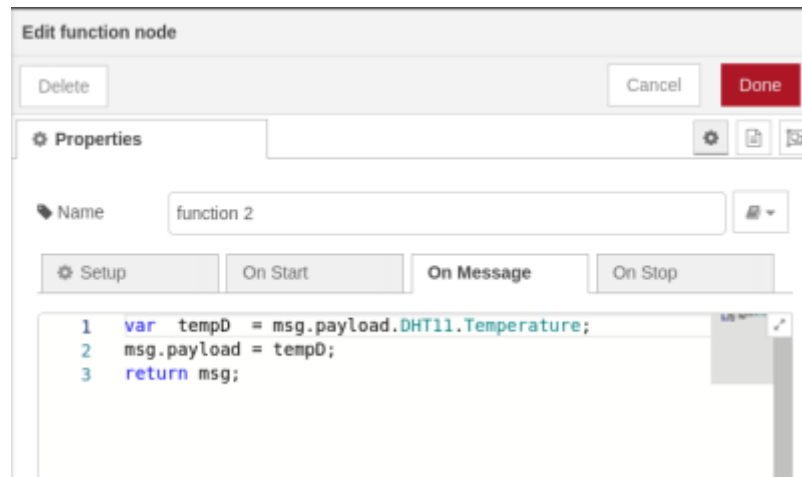 Edit function node
Delete Cancel Done
Properties
Name function 2
Setup On Start On Message On Stop
1 var tempD = msg.payload.DHT11.Temperature;
2 msg.payload = tempD;
3 return msg;